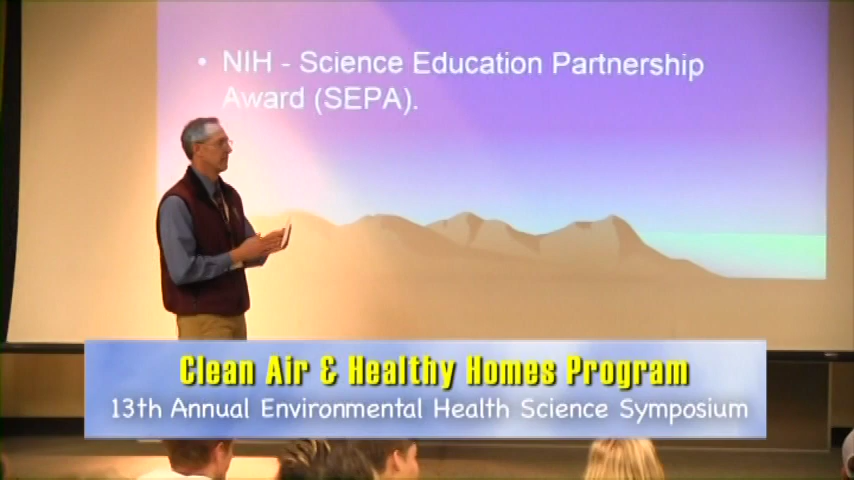 • NIH - Science Education Partnership
Award (SEPA).
Clean Air & Healthy Homes Program
13th Annual Environmental Health Science Symposium